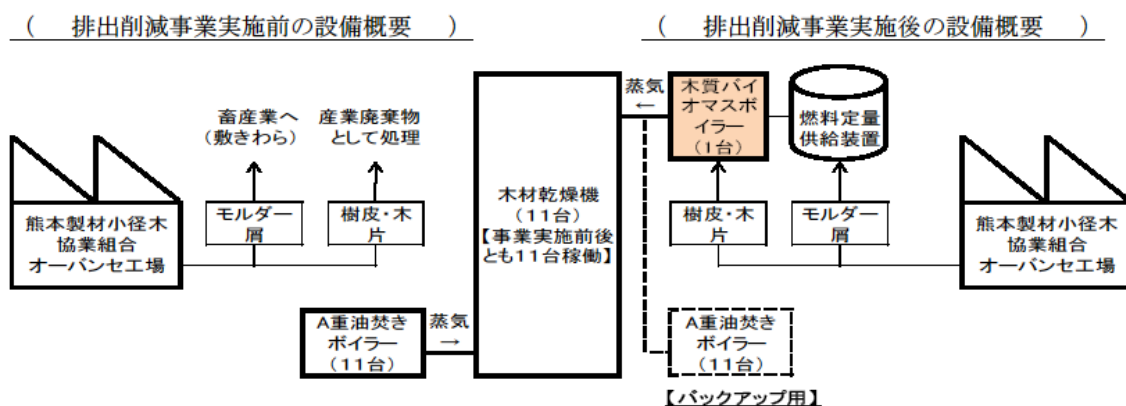 ( 排出削減事業実施前の設備概要 )
( 排出削減事業実施後の設備概要 )
畜産業へ
(敷きわら)
産業廃棄物
として処理
モルダー
屑
樹皮・木
片
熊本製材小径木
協業組合
オーバンセ工場
A重油焚き
ボイラー
(11台)
蒸気
→
木材乾燥機
(11台)
【事業実施前後
とも11台稼働】
蒸気
←
木質バイ
オマスボ
イラー
(1台)
燃料定量
供給装置
樹皮・木
片
モルダー
屑
熊本製材小径木
協業組合
オーバンセ工場
A重油焚き
ボイラー
(11台)
【バックアップ用】